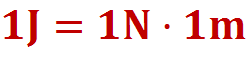 1J = 1N · 1m